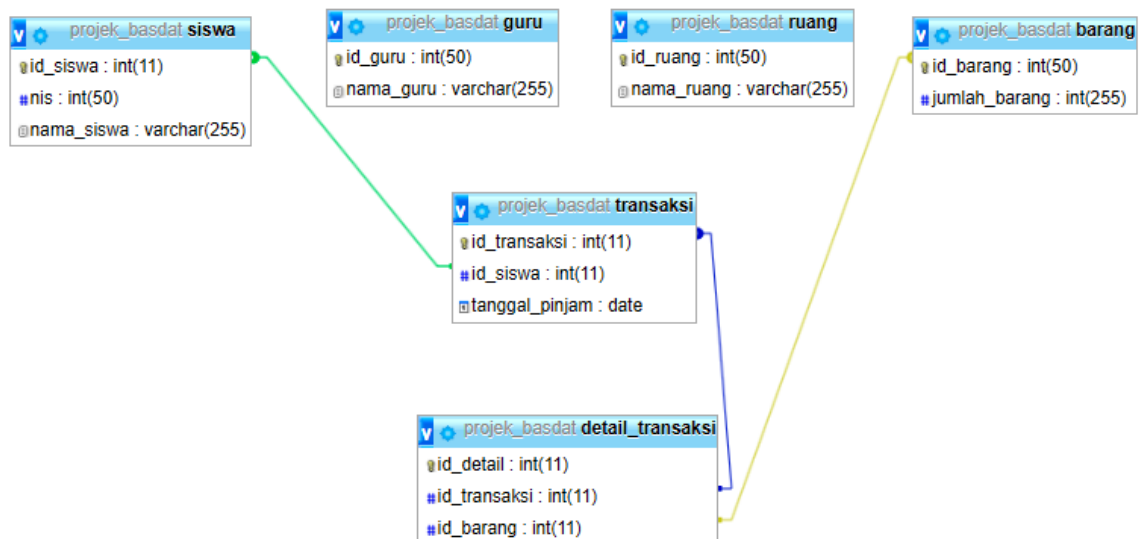 projek_basdat siswa
id_siswa : int(11)
nis : int(50)
nama_siswa : varchar(255)
projek_basdat guru
id_guru : int(50)
nama_guru : varchar(255)
projek_basdat ruang
id_ruang : int(50)
nama_ruang : varchar(255)
projek_basdat barang
id_barang : int(50)
jumlah_barang : int(255)
projek_basdat transaksi
id_transaksi : int(11)
id_siswa : int(11)
tanggal_pinjam : date
projek_basdat detail_transaksi
id_detail : int(11)
id_transaksi : int(11)
id_barang : int(11)